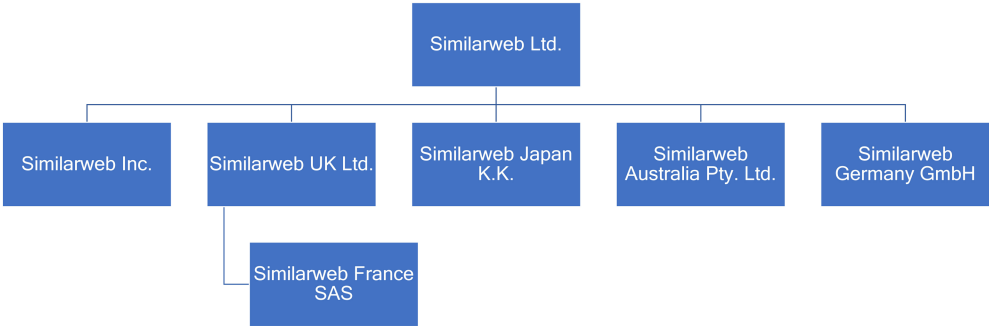 Similarweb Ltd.
Similarweb Inc.
Similarweb UK Ltd.
Similarweb Japan
K.K.
Similarweb
Australia Pty. Ltd.
Similarweb
Germany GmbH
Similarweb France
SAS